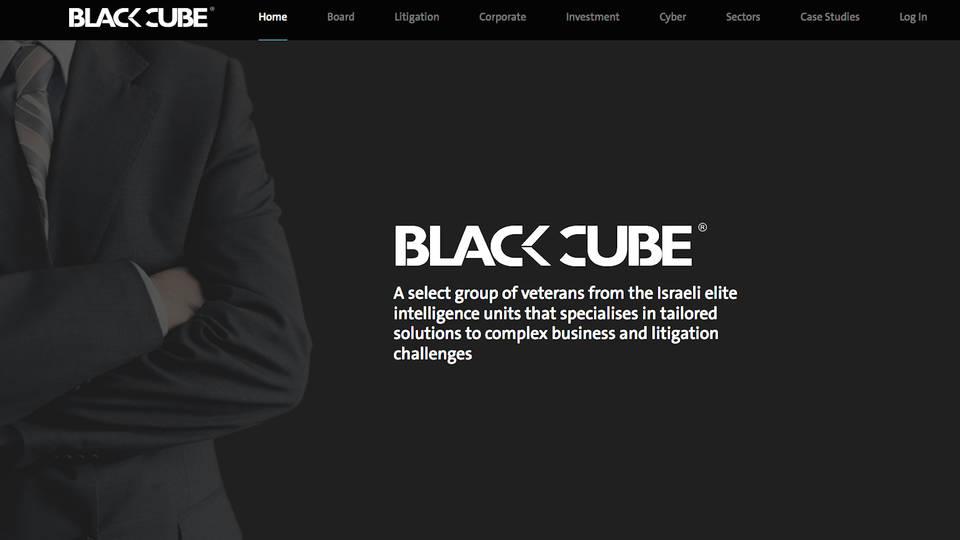 BLACK CUBE®
Home Board Litigation Corporate Investment Cyber Sectors Case Studies Log In
BLACK CUBE®
A select group of veterans from the Israeli elite
intelligence units that specialises in tailored
solutions to complex business and litigation
challenges